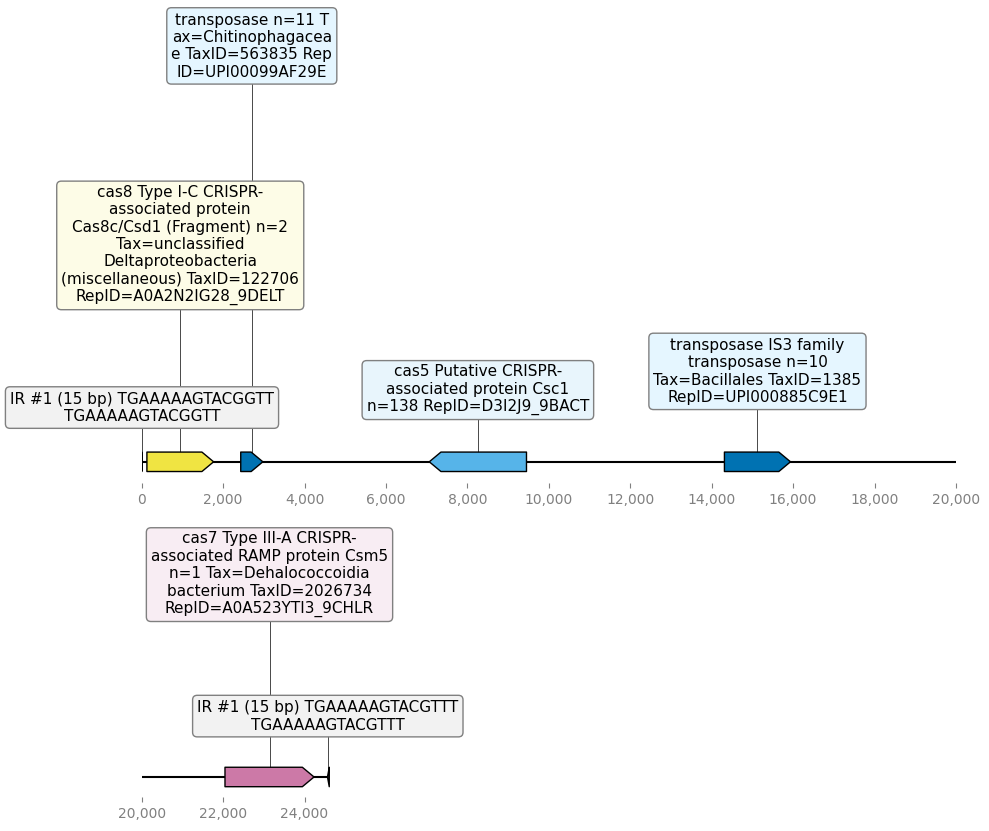 transposase n=11 T
ax=Chitinophagacea
e TaxID=563835 Rep
ID=UPI00099AF29E
cas8 Type I-C CRISPR-
associated protein
Cas8c/Csd1 (Fragment) n=2
Tax=unclassified
Deltaproteobacteria
(miscellaneous) TaxID=122706
RepID=A0A2N2IG28_9DELT
IR #1 (15 bp) TGAAAAAGTACGGTT
TGAAAAAGTACGGTT
cas5 Putative CRISPR-
associated protein Csc1
n=138 RepID=D3I2J9_9BACT
transposase IS3 family
transposase n=10
Tax=Bacillales TaxID=1385
RepID=UPI000885C9E1
0 2,000 4,000 6,000 8,000 10,000 12,000 14,000 16,000 18,000 20,000
cas7 Type III-A CRISPR-
associated RAMP protein Csm5
n=1 Tax=Dehalococcoidia
bacterium TaxID=2026734
RepID=A0A523YTI3_9CHLR
IR #1 (15 bp) TGAAAAAGTACGTTT
TGAAAAAGTACGTTT
20,000 22,000 24,000